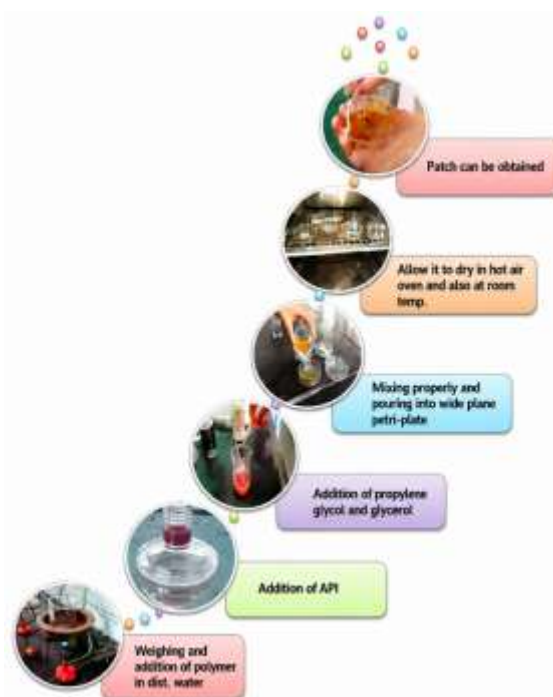 Patch can be obtained
Allow it to dry in hot air
oven and also at room
temp.
Mixing properly and
pouring into wide plane
petri-plate
Addition of propylene
glycol and glycerol
Addition of API
Weighing and
addition of polymer
in dist. water